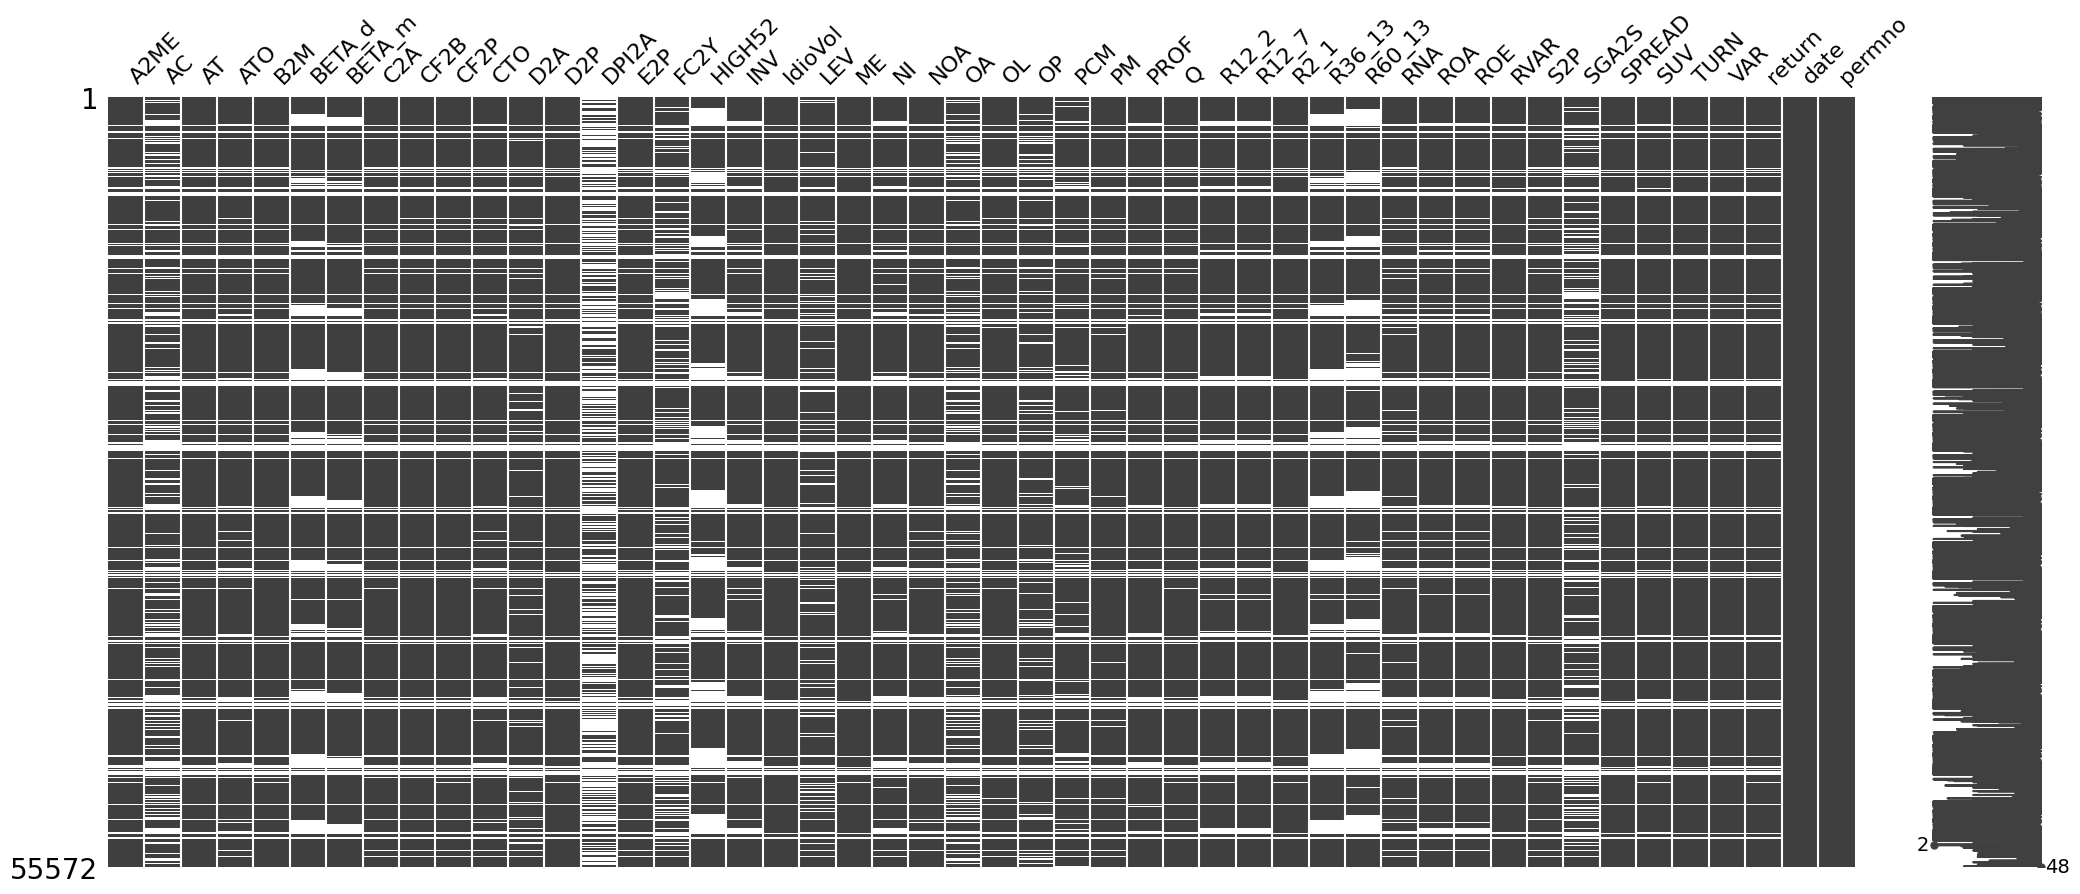 A2ME
AC
AT
ATO
B2M
BETA_d
BETA_m
C2A
CF2B
CF2P
CTO
D2A
D2P
DPI2A
E2P
FC2Y
HIGH52
INV
IdioVol
LEV
ME
NI
NOA
OA
OL
OP
PCM
PM
PROF
Q
R12_2
R12_7
R2_1
R36_13
R60_13
RNA
ROA
ROE
RVAR
S2P
SGA2S
SPREAD
SUV
TURN
VAR
return
date
permno
1
55572
2
48